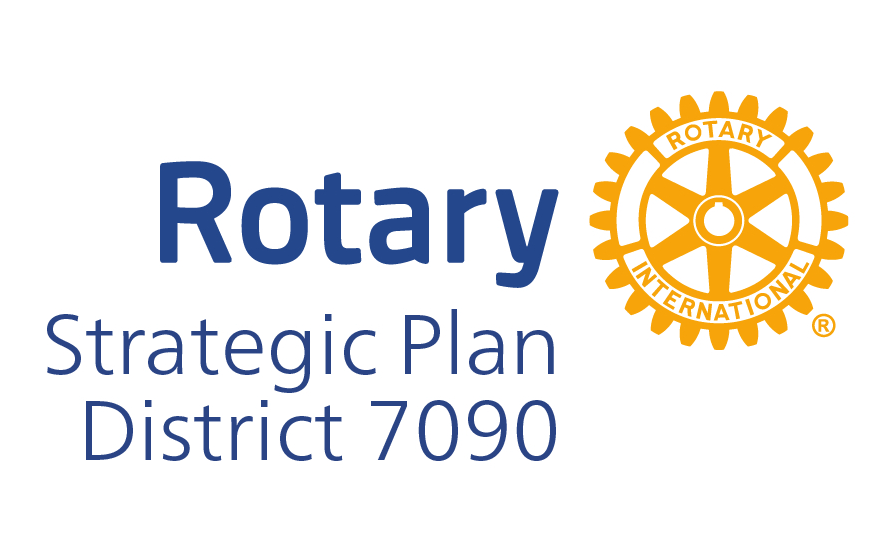 Rotary
Strategic Plan
District 7090
ROTARY
INTERNATIONAL
®